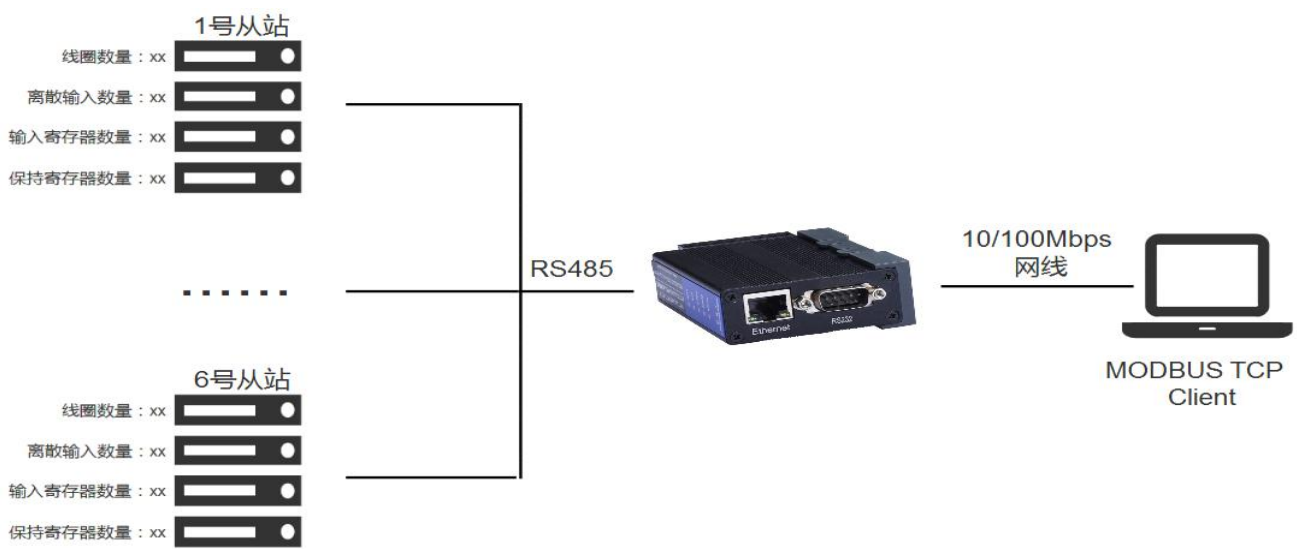 1号从站
线圈数量：xx
离散输入数量：xx
输入寄存器数量：xx
保持寄存器数量：xx
RS485
Ethernet
RS232
10/100Mbps
网线
MODBUS TCP
Client
6号从站
线圈数量：xx
离散输入数量：xx
输入寄存器数量：xx
保持寄存器数量：xx